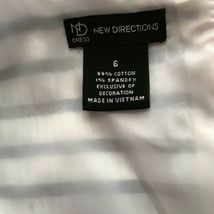 ND NEW DIRECTIONS
DRESS
6
99% COTTON
1% SPANDEX
EXCLUSIVE OF
DECORATION
MADE IN VIETNAM